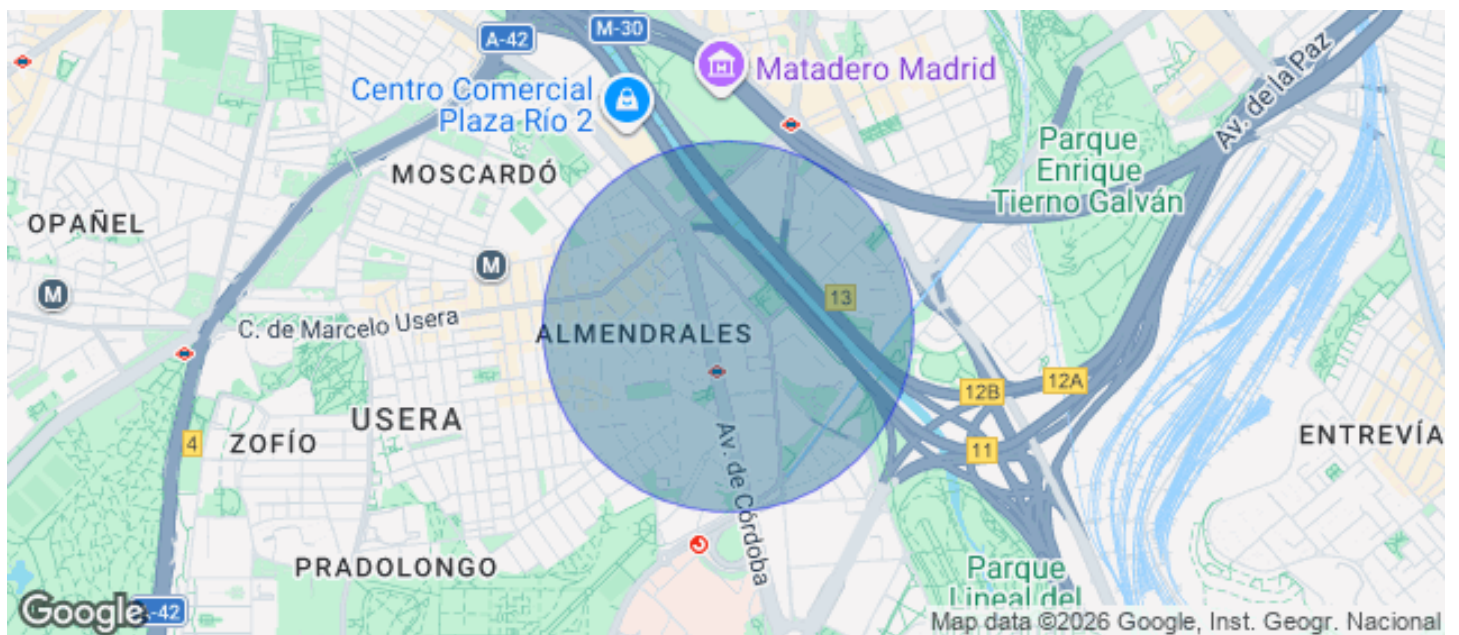 M-30
A-42
Matadero Madrid
Centro Comercial
Plaza Río 2
Av. de la Paz
Parque
Enrique
Tierno Galván
MOSCARDÓ
OPAÑEL
M
M
13
C. de Marcelo Usera
ALMENDRALES
12A
12B
USERA
ZOFÍO
4
11
ENTREVÍA
Av. de Córdoba
PRADOLONGO
Parque
Lineal del
Google
A-42
Map data ©2026 Google, Inst. Geogr. Nacional